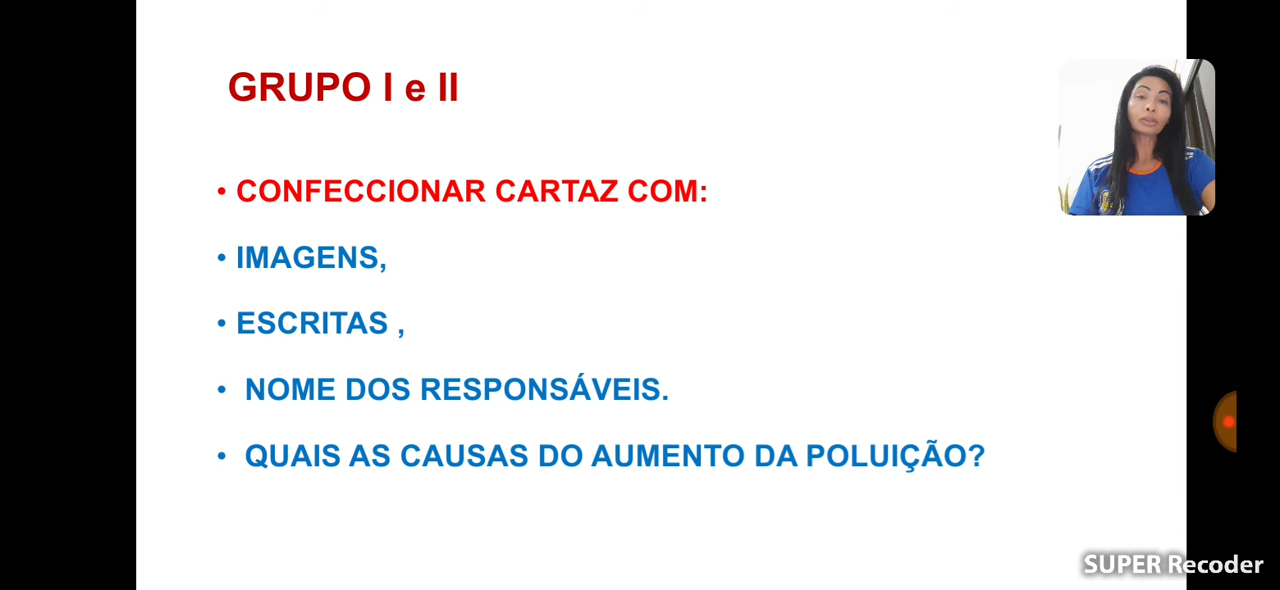 GRUPO I e II
• CONFECCIONAR CARTAZ COM:
• IMAGENS,
• ESCRITAS ,
• NOME DOS RESPONSÁVEIS.
• QUAIS AS CAUSAS DO AUMENTO DA POLUIÇÃO?
SUPER Recoder